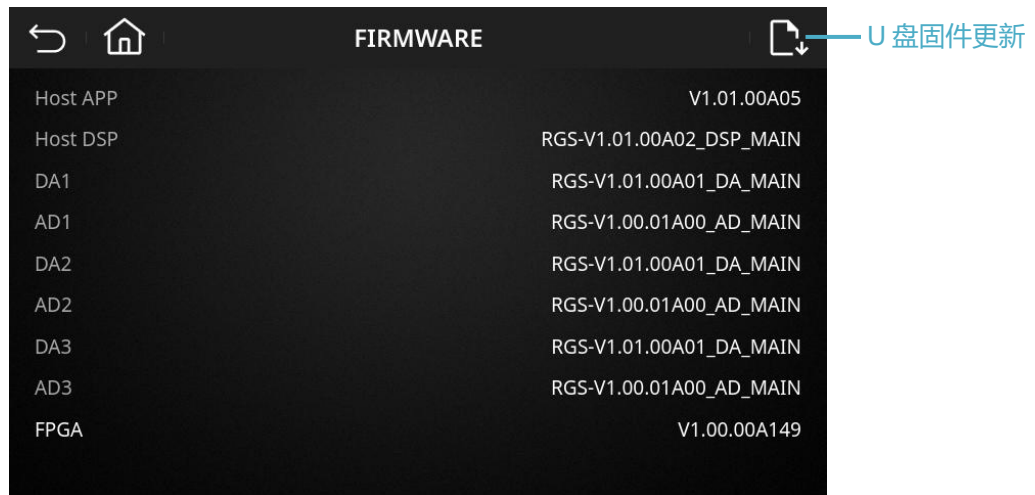 FIRMWARE
U 盘固件更新
Host APP V1.01.00A05
Host DSP RGS-V1.01.00A02_DSP_MAIN
DA1 RGS-V1.01.00A01_DA_MAIN
AD1 RGS-V1.00.01A00_AD_MAIN
DA2 RGS-V1.01.00A01_DA_MAIN
AD2 RGS-V1.00.01A00_AD_MAIN
DA3 RGS-V1.01.00A01_DA_MAIN
AD3 RGS-V1.00.01A00_AD_MAIN
FPGA V1.00.00A149